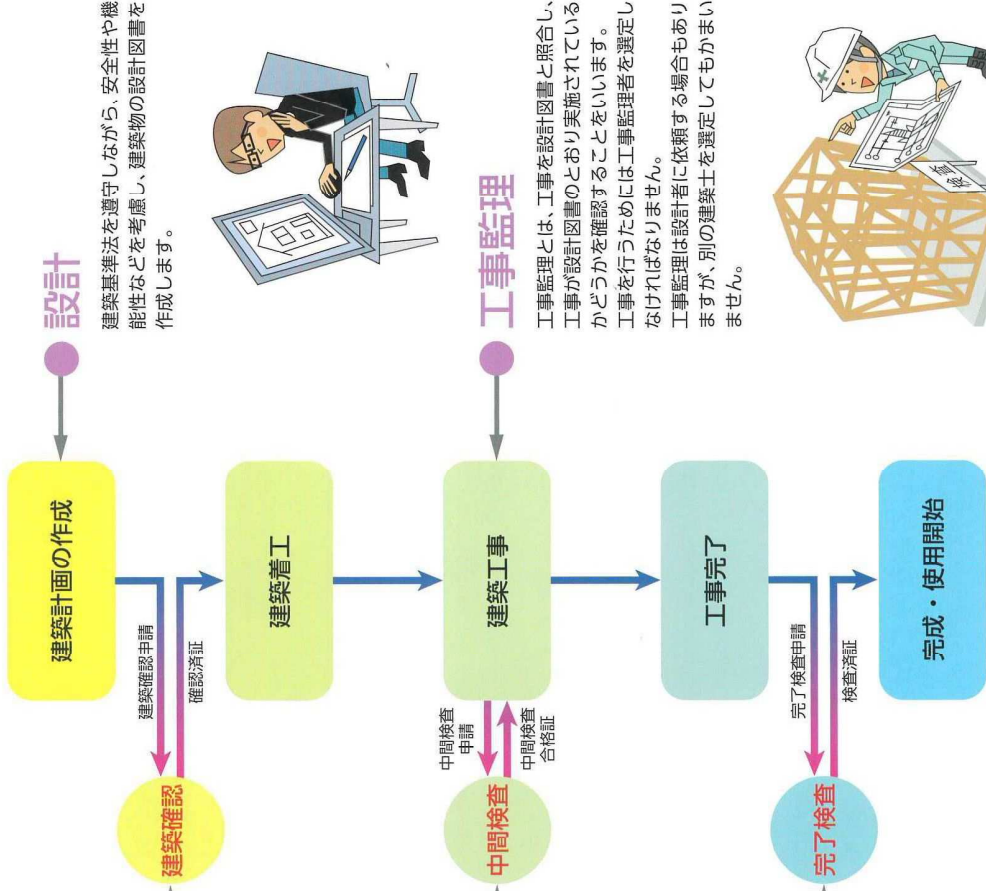 設計
建築基準法を遵守しながら、安全性や機
能性などを考慮し、建築物の設計図書を
作成します。
工事監理
工事監理とは、工事を設計図書と照合し、
工事が設計図書のとおり実施されている
かどうかを確認することをいいます。
工事を行うためには工事監理者を選定し
なければなりません。
工事監理は設計者に依頼する場合もあり
ますが、別の建築士を選定してもかまい
ません。
検証
建築計画の作成
建築確認申請
確認済証
建築確認
建築着工
建築工事
中間検査
申請
中間検査
合格証
中間検査
工事完了
完了検査申請
検査済証
完了検査
完成・使用開始